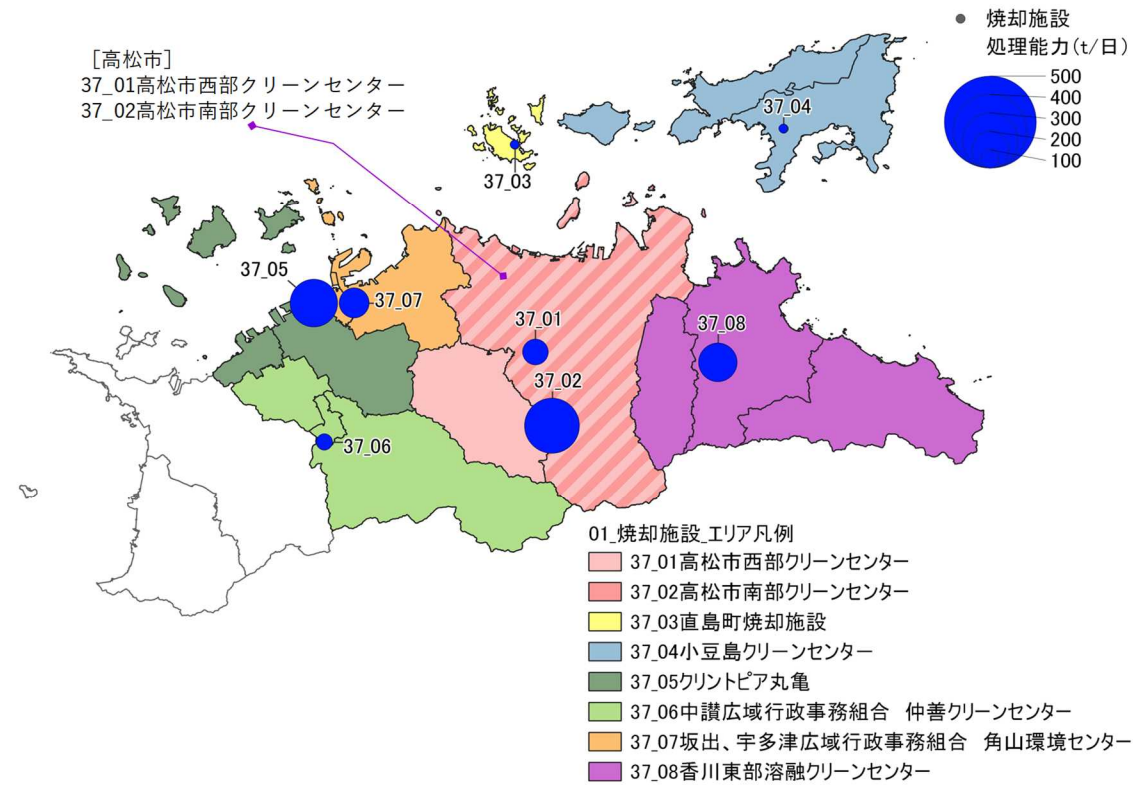 [高松市]
37_01高松市西部クリーンセンター
37_02高松市南部クリーンセンター
焼却施設
処理能力(t/日)
500
400
300
200
100
37_04
37_03
37_05
37_07
37_01
37_08
37_02
37_06
01_焼却施設_エリア凡例
37_01高松市西部クリーンセンター
37_02高松市南部クリーンセンター
37_03直島町焼却施設
37_04小豆島クリーンセンター
37_05クリントピア丸亀
37_06中讃広域行政事務組合　仲善クリーンセンター
37_07坂出、宇多津広域行政事務組合　角山環境センター
37_08香川東部溶融クリーンセンター